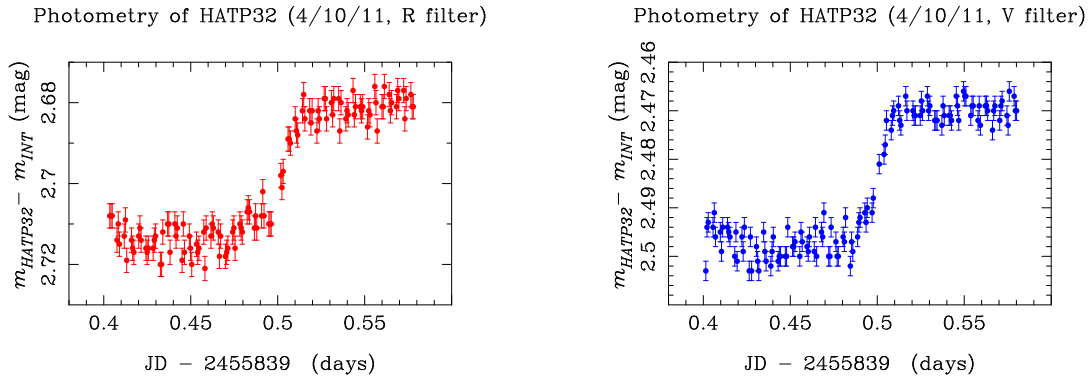 Photometry of HATP32 (4/10/11, R filter)
m_HATP32 − m_INT (mag)
2.68
2.7
2.72
0.4 0.45 0.5 0.55
JD − 2455839 (days)
Photometry of HATP32 (4/10/11, V filter)
m_HATP32 − m_INT (mag)
2.46
2.47
2.48
2.49
2.5
0.4 0.45 0.5 0.55
JD − 2455839 (days)